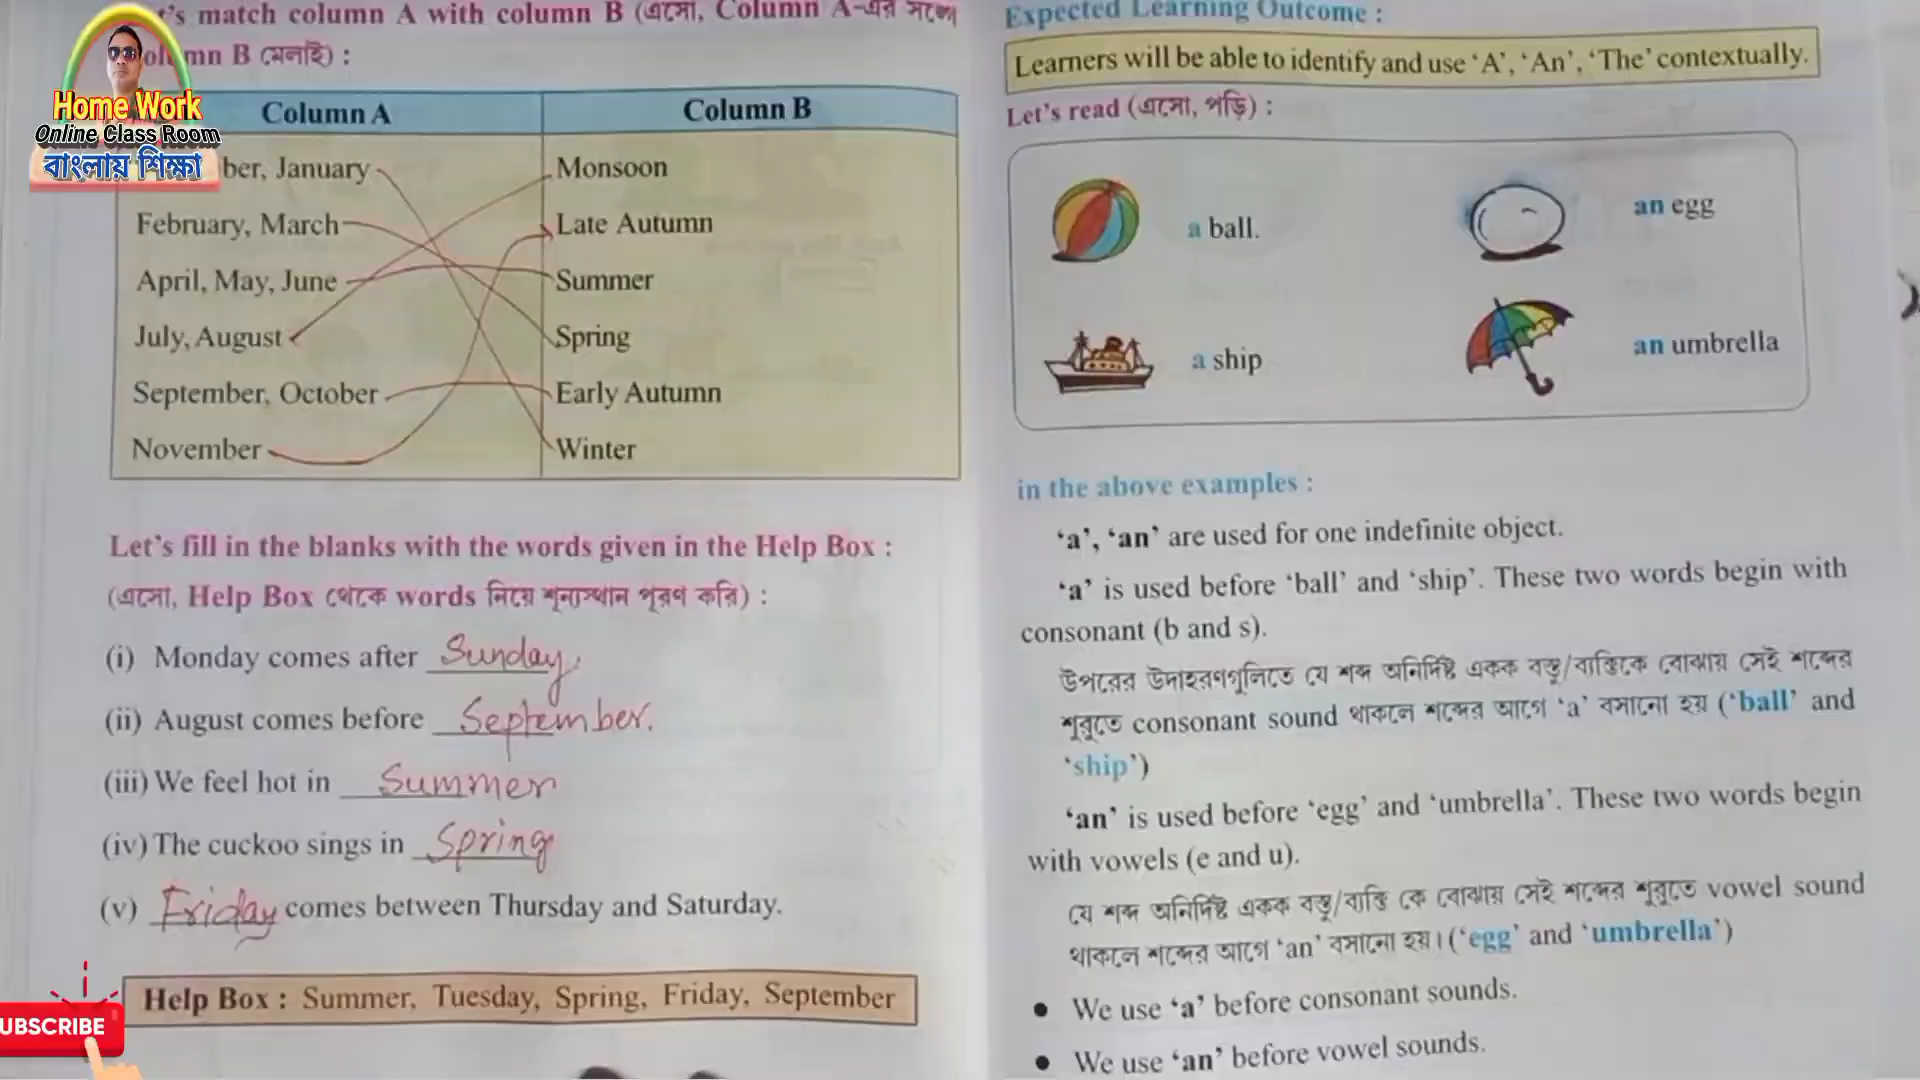 't's match column A with column B (এসো, Column A-এর সঙ্গে
olumn B মেলাই) :
Home Work
Online Class Room
বাংলায় শিক্ষা
Column A Column B
ber, January Monsoon
February, March Late Autumn
April, May, June Summer
July, August Spring
September, October Early Autumn
November Winter
Let's fill in the blanks with the words given in the Help Box :
(এসো, Help Box থেকে words নিয়ে শূন্যস্থান পূরণ করি) :
(i) Monday comes after Sunday.
(ii) August comes before September.
(iii) We feel hot in Summer
(iv) The cuckoo sings in Spring
(v) Friday comes between Thursday and Saturday.
Help Box : Summer, Tuesday, Spring, Friday, September
UBSCRIBE
Expected Learning Outcome :
Learners will be able to identify and use 'A', 'An', 'The' contextually.
Let's read (এসো, পড়ি) :
a ball. an egg
a ship an umbrella
in the above examples :
'a', 'an' are used for one indefinite object.
'a' is used before 'ball' and 'ship'. These two words begin with
consonant (b and s).
উপরের উদাহরণগুলিতে যে শব্দ অনির্দিষ্ট একক বস্তু/ব্যক্তিকে বোঝায় সেই শব্দের
শুরুতে consonant sound থাকলে শব্দের আগে 'a' বসানো হয় ('ball' and
'ship')
'an' is used before 'egg' and 'umbrella'. These two words begin
with vowels (e and u).
যে শব্দ অনির্দিষ্ট একক বস্তু/ব্যক্তি কে বোঝায় সেই শব্দের শুরুতে vowel sound
থাকলে শব্দের আগে 'an' বসানো হয়। ('egg' and 'umbrella')
● We use 'a' before consonant sounds.
● We use 'an' before vowel sounds.